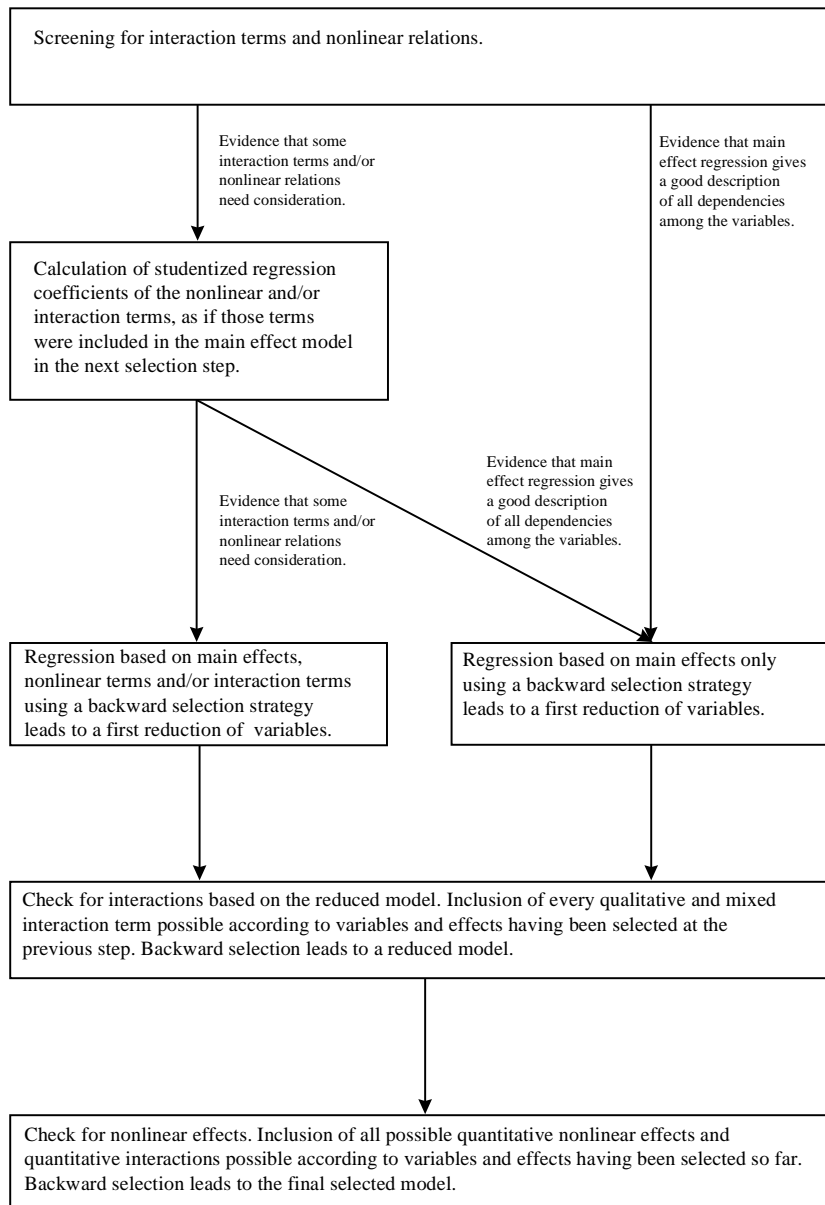 Screening for interaction terms and nonlinear relations.
Evidence that some
interaction terms and/or
nonlinear relations
need consideration.
Evidence that main
effect regression gives
a good description
of all dependencies
among the variables.
Calculation of studentized regression
coefficients of the nonlinear and/or
interaction terms, as if those terms
were included in the main effect model
in the next selection step.
Evidence that some
interaction terms and/or
nonlinear relations
need consideration.
Evidence that main
effect regression gives
a good description
of all dependencies
among the variables.
Regression based on main effects,
nonlinear terms and/or interaction terms
using a backward selection strategy
leads to a first reduction of variables.
Regression based on main effects only
using a backward selection strategy
leads to a first reduction of variables.
Check for interactions based on the reduced model. Inclusion of every qualitative and mixed
interaction term possible according to variables and effects having been selected at the
previous step. Backward selection leads to a reduced model.
Check for nonlinear effects. Inclusion of all possible quantitative nonlinear effects and
quantitative interactions possible according to variables and effects having been selected so far.
Backward selection leads to the final selected model.